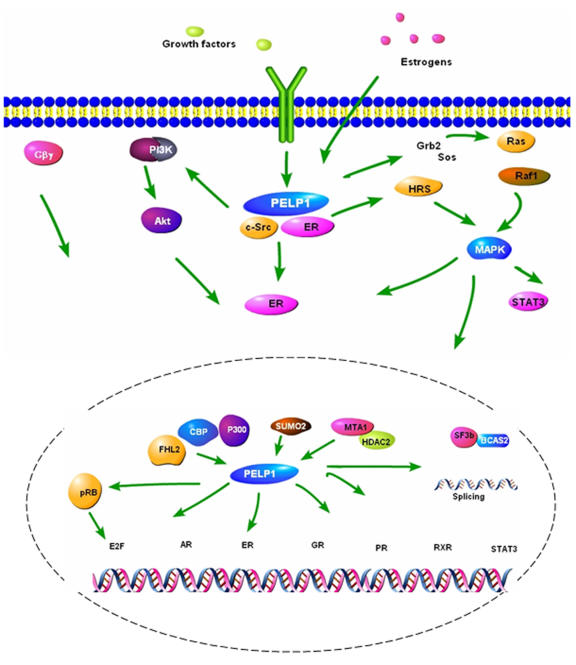 Growth factors
Estrogens
Gβγ
PI3K
Grb2
Sos
Ras
Raf1
HRS
PELP1
c-Src
ER
Akt
MAPK
ER
STAT3
CBP
P300
SUMO2
MTA1
HDAC2
SF3b
BCAS2
FHL2
PELP1
pRB
Splicing
E2F
AR
ER
GR
PR
RXR
STAT3